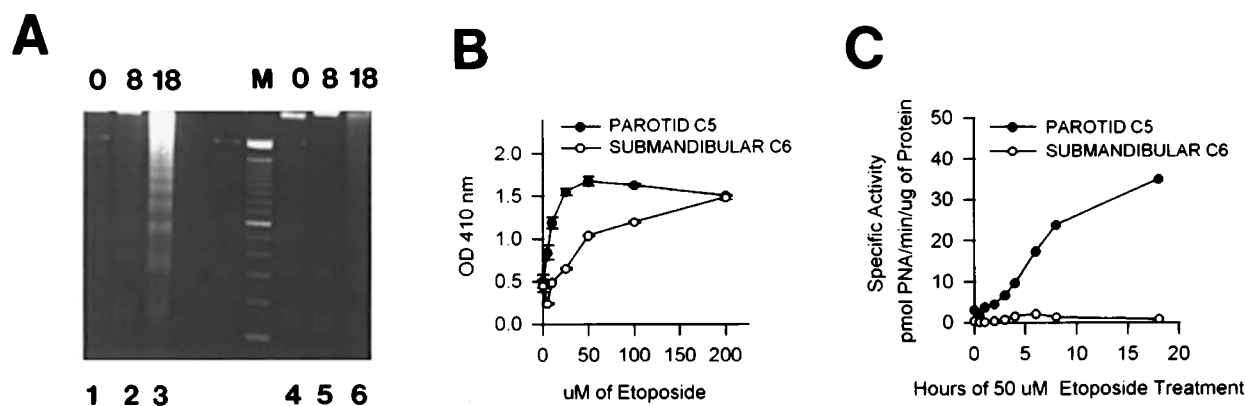 A
0 8 18 M 0 8 18
1 2 3 4 5 6
B
PAROTID C5
SUBMANDIBULAR C6
OD 410 nm
2.0
1.5
1.0
0.5
0.0
0 50 100 150 200
uM of Etoposide
C
PAROTID C5
SUBMANDIBULAR C6
Specific Activity
pmol PNA/min/ug of Protein
50
40
30
20
10
0
0 5 10 15 20
Hours of 50 uM Etoposide Treatment